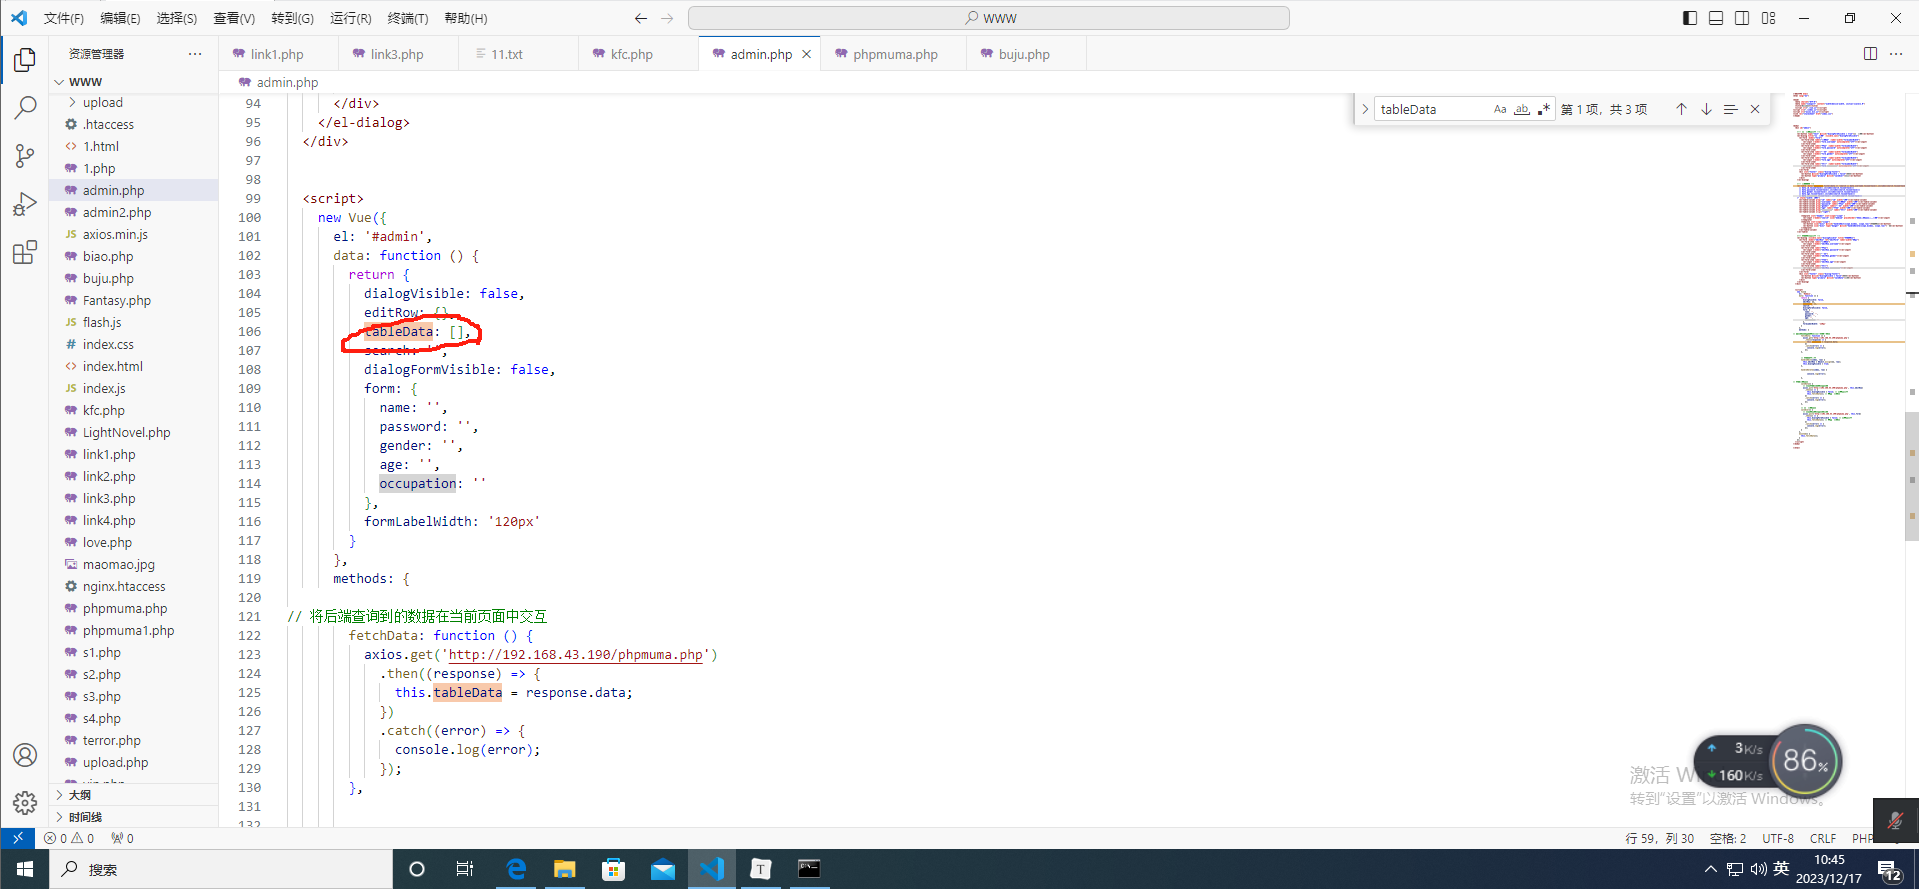 文件(F) 编辑(E) 选择(S) 查看(V) 转到(G) 运行(R) 终端(T) 帮助(H) WWW
资源管理器
WWW
upload
.htaccess
1.html
1.php
admin.php
admin2.php
JS axios.min.js
biao.php
buju.php
Fantasy.php
JS flash.js
# index.css
<> index.html
JS index.js
kfc.php
LightNovel.php
link1.php
link2.php
link3.php
link4.php
love.php
maomao.jpg
nginx.htaccess
phpmuma.php
phpmuma1.php
s1.php
s2.php
s3.php
s4.php
terror.php
upload.php
大纲
时间线
link1.php link3.php 11.txt kfc.php admin.php phpmuma.php buju.php
admin.php
tableData Aa ab .* 第 1 项，共 3 项
94 </div>
95 </el-dialog>
96 </div>
97
98
99 <script>
100 new Vue({
101 el: '#admin',
102 data: function () {
103 return {
104 dialogVisible: false,
105 editRow: {},
106 tableData: [],
107 search: '',
108 dialogFormVisible: false,
109 form: {
110 name: '',
111 password: '',
112 gender: '',
113 age: '',
114 occupation: ''
115 },
116 formLabelWidth: '120px'
117 }
118 },
119 methods: {
120
121 // 将后端查询到的数据在当前页面中交互
122 fetchData: function () {
123 axios.get('http://192.168.43.190/phpmuma.php')
124 .then((response) => {
125 this.tableData = response.data;
126 })
127 .catch((error) => {
128 console.log(error);
129 });
130 },
131
132
3K/s
160K/s
86%
激活 W
转到"设置"以激活 Windows。
0 0 0 行 59，列 30 空格: 2 UTF-8 CRLF PHP
搜索 T 英 10:45
2023/12/17 12